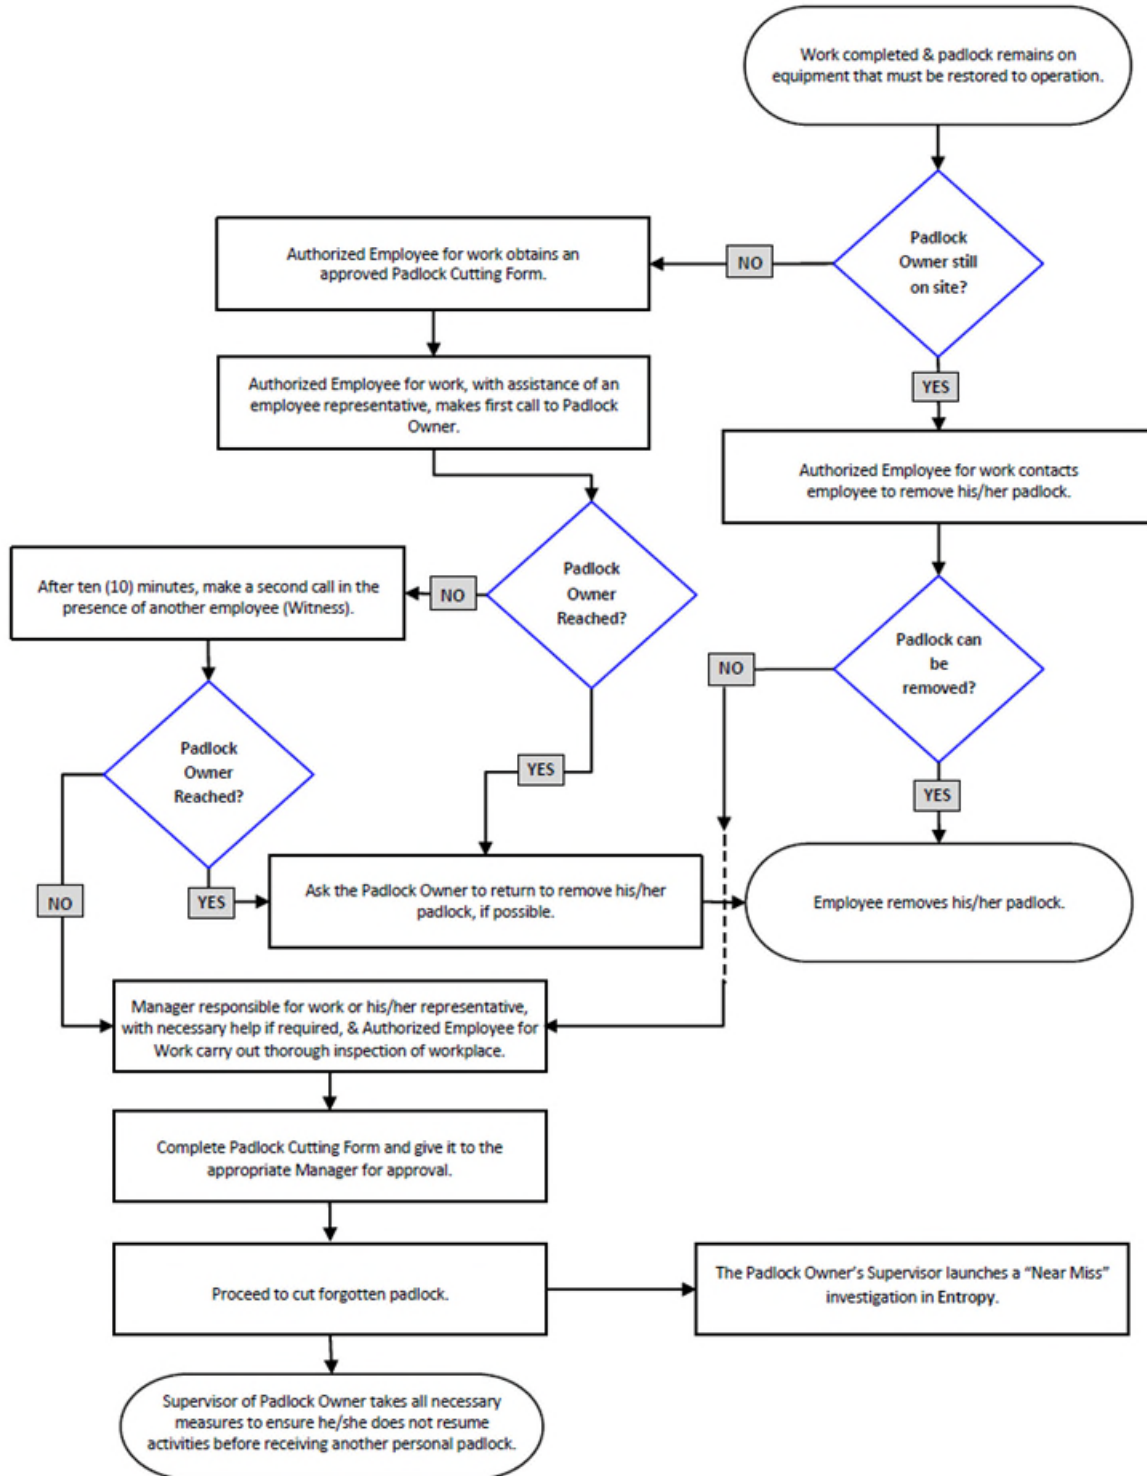 Work completed & padlock remains on
equipment that must be restored to operation.
Padlock
Owner still
on site?
NO
Authorized Employee for work obtains an
approved Padlock Cutting Form.
YES
Authorized Employee for work, with assistance of an
employee representative, makes first call to Padlock
Owner.
Authorized Employee for work contacts
employee to remove his/her padlock.
Padlock
Owner
Reached?
NO
After ten (10) minutes, make a second call in the
presence of another employee (Witness).
Padlock can
be
removed?
NO
Padlock
Owner
Reached?
YES
YES
NO
YES
Ask the Padlock Owner to return to remove his/her
padlock, if possible.
Employee removes his/her padlock.
Manager responsible for work or his/her representative,
with necessary help if required, & Authorized Employee for
Work carry out thorough inspection of workplace.
Complete Padlock Cutting Form and give it to the
appropriate Manager for approval.
Proceed to cut forgotten padlock.
The Padlock Owner's Supervisor launches a “Near Miss”
investigation in Entropy.
Supervisor of Padlock Owner takes all necessary
measures to ensure he/she does not resume
activities before receiving another personal padlock.